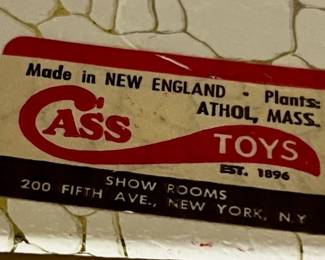 Made in NEW ENGLAND • Plants:
ATHOL, MASS.
CASS
TOYS
EST. 1896
SHOW ROOMS
200 FIFTH AVE., NEW YORK, N.Y